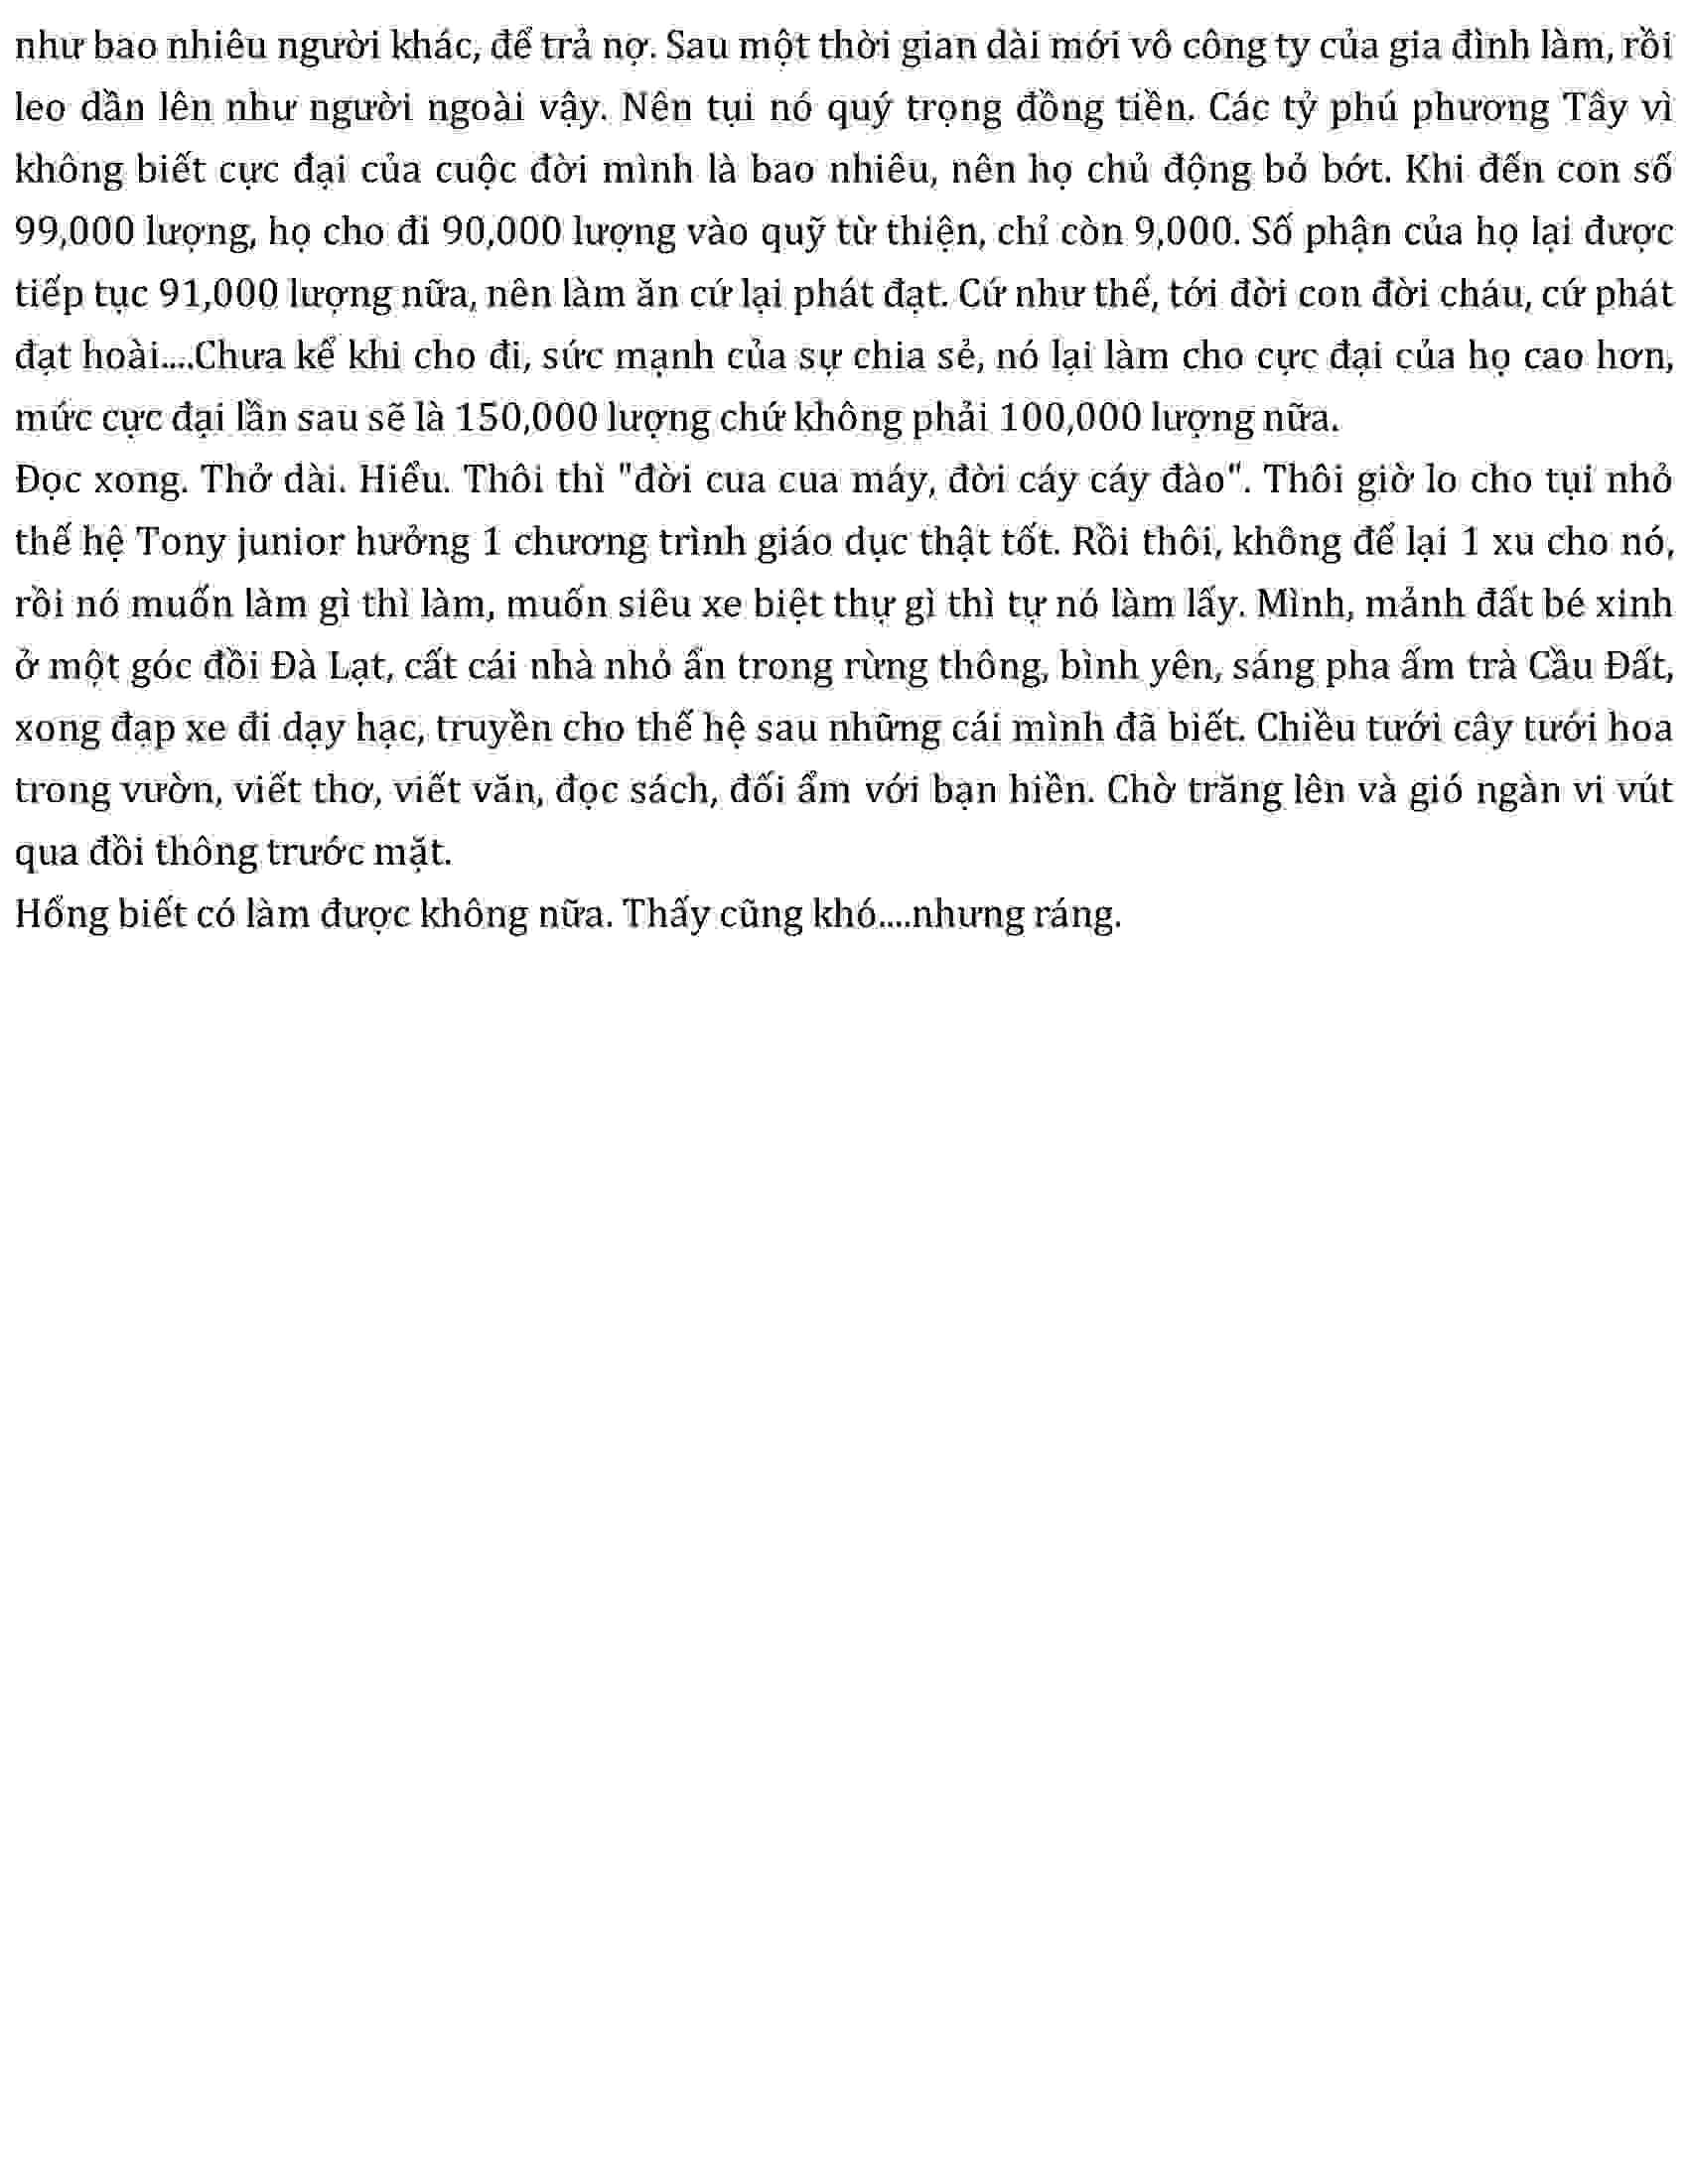 như bao nhiêu người khác, để trả nợ. Sau một thời gian dài mới vô công ty của gia đình làm, rồi
leo dần lên như người ngoài vậy. Nên tụi nó quý trọng đồng tiền. Các tỷ phú phương Tây vì
không biết cực đại của cuộc đời mình là bao nhiêu, nên họ chủ động bỏ bớt. Khi đến con số
99,000 lượng, họ cho đi 90,000 lượng vào quỹ từ thiện, chỉ còn 9,000. Số phận của họ lại được
tiếp tục 91,000 lượng nữa, nên làm ăn cứ lại phát đạt. Cứ như thế, tới đời con đời cháu, cứ phát
đạt hoài....Chưa kể khi cho đi, sức mạnh của sự chia sẻ, nó lại làm cho cực đại của họ cao hơn,
mức cực đại lần sau sẽ là 150,000 lượng chứ không phải 100,000 lượng nữa.
Đọc xong. Thở dài. Hiểu. Thôi thì "đời cua cua máy, đời cáy cáy đào". Thôi giờ lo cho tụi nhỏ
thế hệ Tony junior hưởng 1 chương trình giáo dục thật tốt. Rồi thôi, không để lại 1 xu cho nó,
rồi nó muốn làm gì thì làm, muốn siêu xe biệt thự gì thì tự nó làm lấy. Mình, mảnh đất bé xinh
ở một góc đồi Đà Lạt, cất cái nhà nhỏ ẩn trong rừng thông, bình yên, sáng pha ấm trà Cầu Đất,
xong đạp xe đi dạy hạc, truyền cho thế hệ sau những cái mình đã biết. Chiều tưới cây tưới hoa
trong vườn, viết thơ, viết văn, đọc sách, đối ẩm với bạn hiền. Chờ trăng lên và gió ngàn vi vút
qua đồi thông trước mặt.
Hổng biết có làm được không nữa. Thấy cũng khó....nhưng ráng.